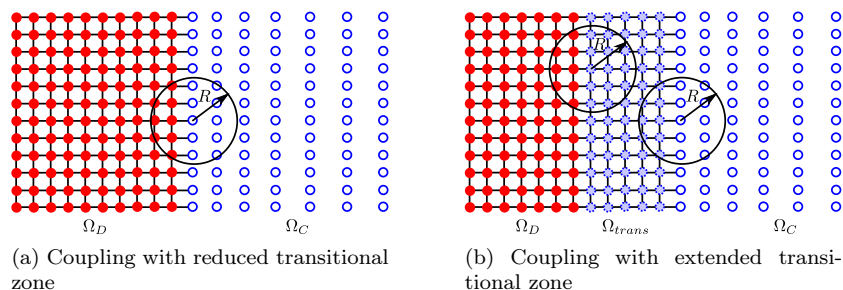 R
R
R
Ω_D
Ω_C
Ω_D
Ω_trans
Ω_C
(a) Coupling with reduced transitional
zone
(b) Coupling with extended transi-
tional zone